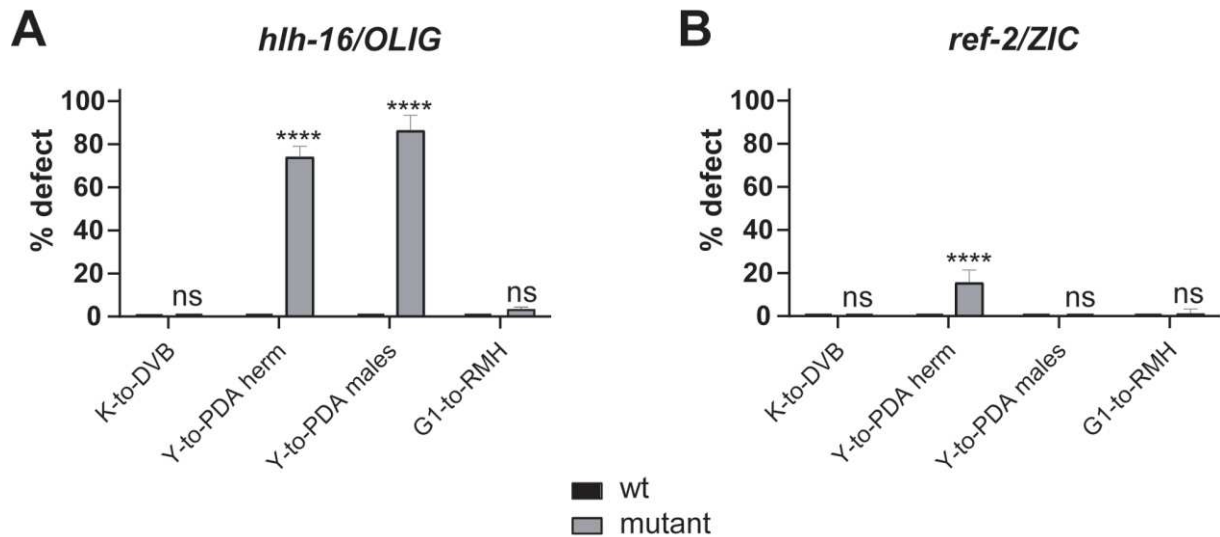 A
hlh-16/OLIG
% defect
100
80
60
40
20
0
ns
****
****
ns
K-to-DVB
Y-to-PDA herm
Y-to-PDA males
G1-to-RMH
B
ref-2/ZIC
% defect
100
80
60
40
20
0
ns
****
ns
ns
K-to-DVB
Y-to-PDA herm
Y-to-PDA males
G1-to-RMH
wt
mutant